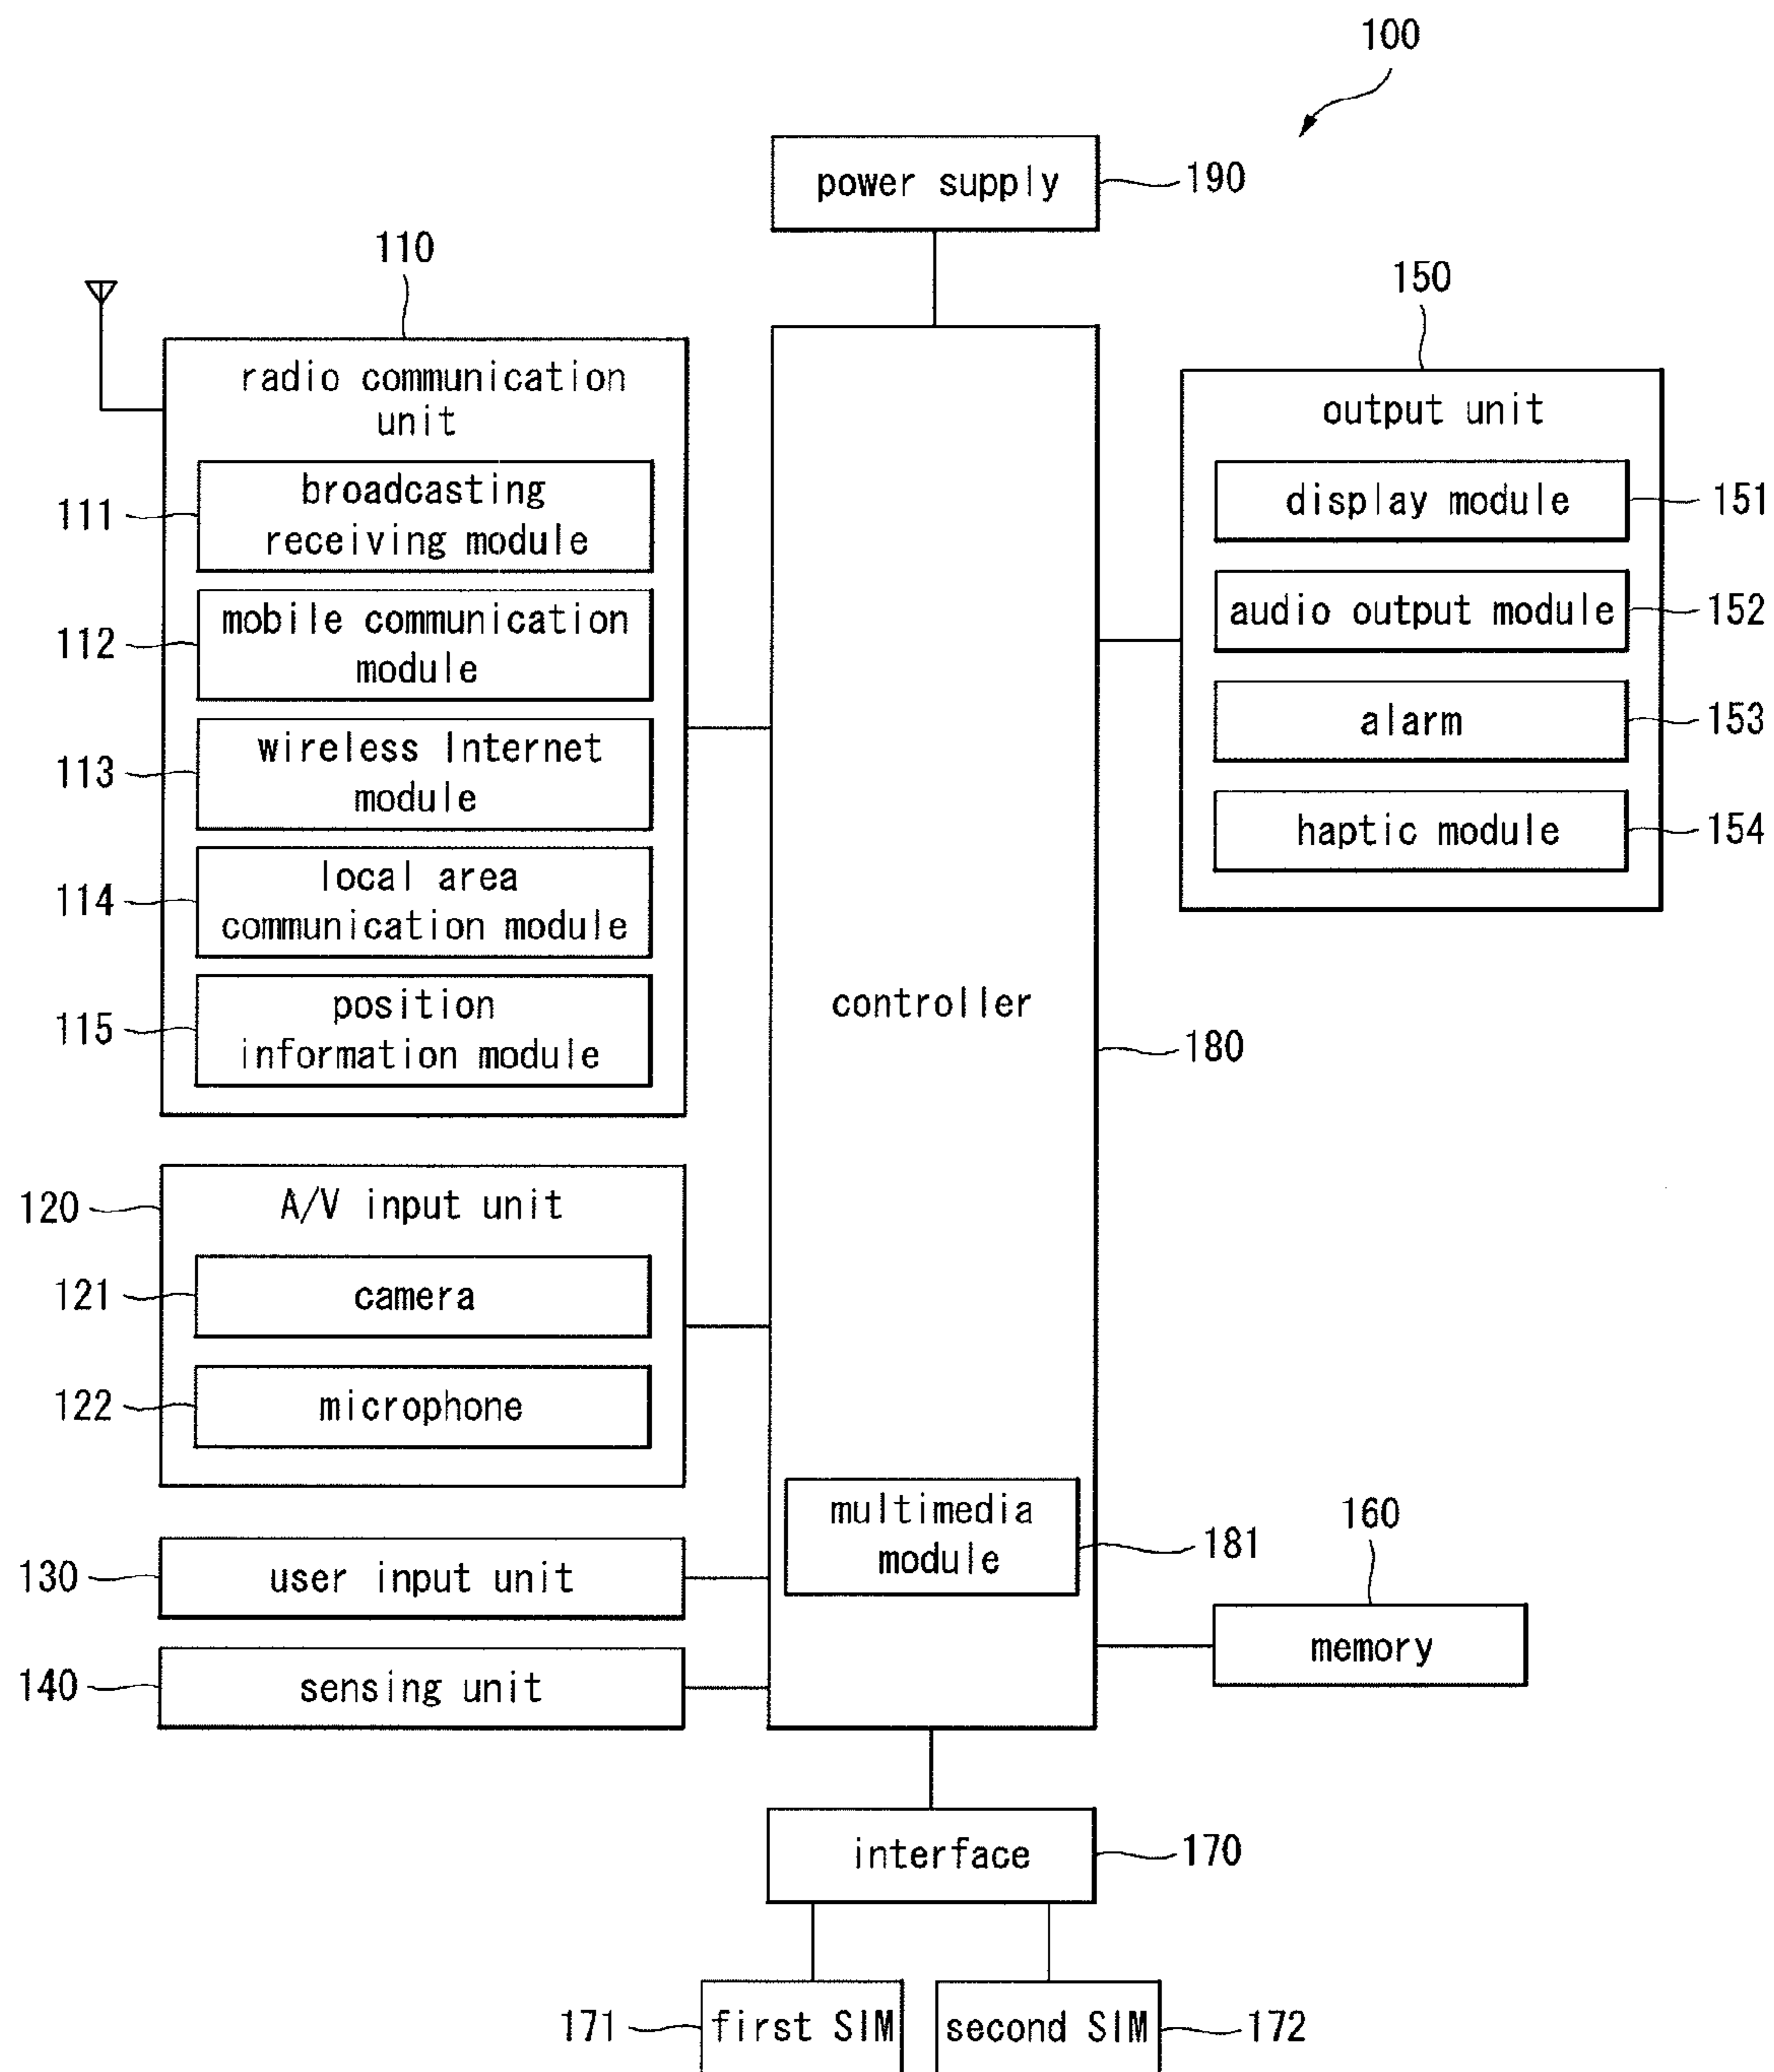 100
power supply
190
110
radio communication
unit
111
broadcasting
receiving module
112
mobile communication
module
113
wireless Internet
module
114
local area
communication module
115
position
information module
150
output unit
display module
151
audio output module
152
alarm
153
haptic module
154
controller
180
120
A/V input unit
121
camera
122
microphone
multimedia
module
181
130
user input unit
140
sensing unit
160
memory
interface
170
171
first SIM
second SIM
172